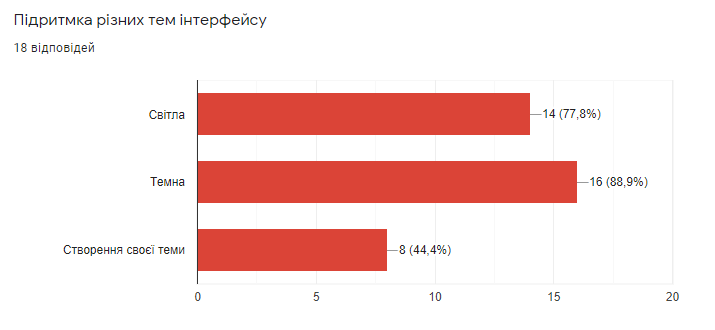 Підритмка різних тем інтерфейсу
18 відповідей
Світла
14 (77,8%)
Темна
16 (88,9%)
Створення своєї теми
8 (44,4%)
0 5 10 15 20